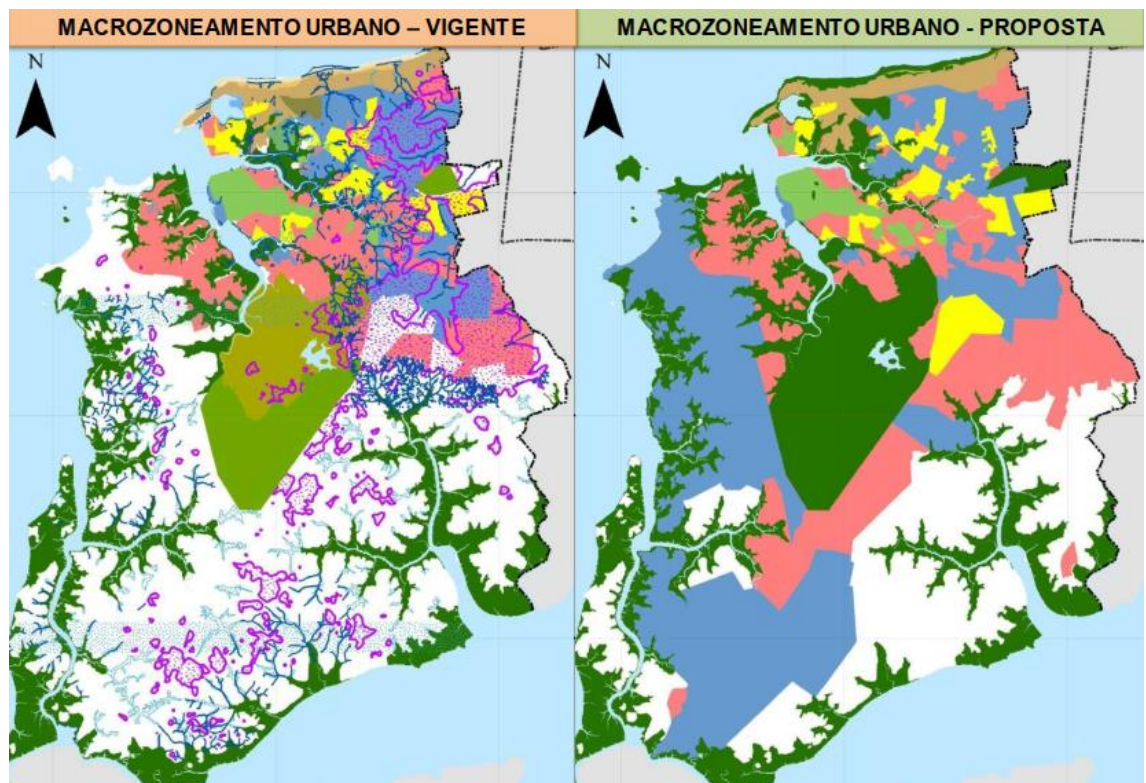 MACROZONEAMENTO URBANO – VIGENTE
MACROZONEAMENTO URBANO - PROPOSTA
N
N